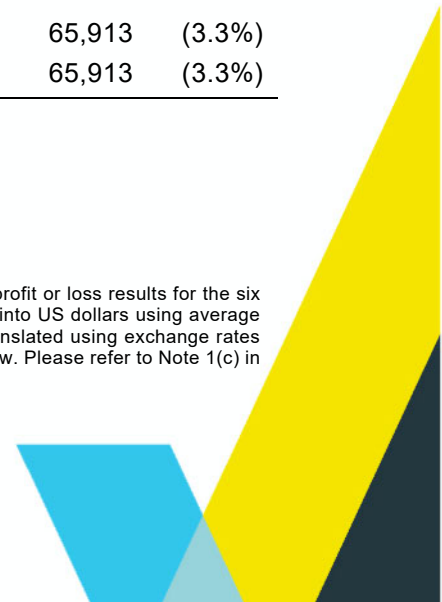 65,913 (3.3%)
65,913 (3.3%)
profit or loss results for the six
into US dollars using average
nslated using exchange rates
w. Please refer to Note 1(c) in